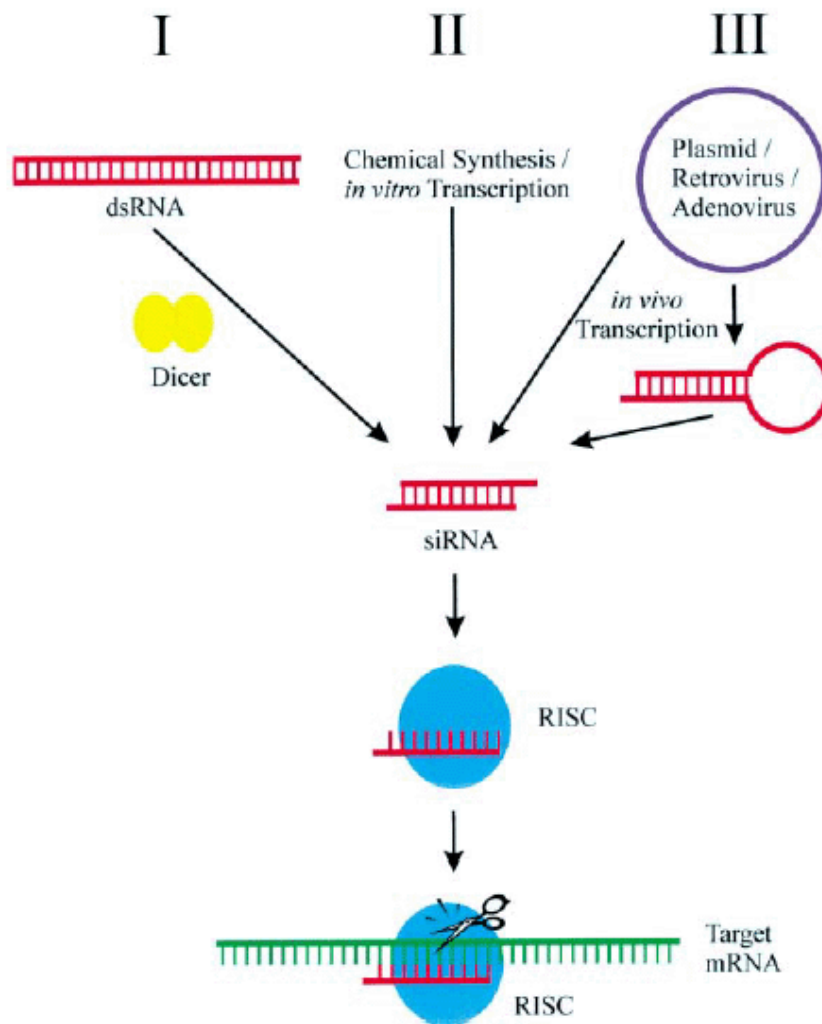 I
II
III
dsRNA
Chemical Synthesis /
in vitro Transcription
Plasmid /
Retrovirus /
Adenovirus
Dicer
in vivo
Transcription
siRNA
RISC
Target
mRNA
RISC